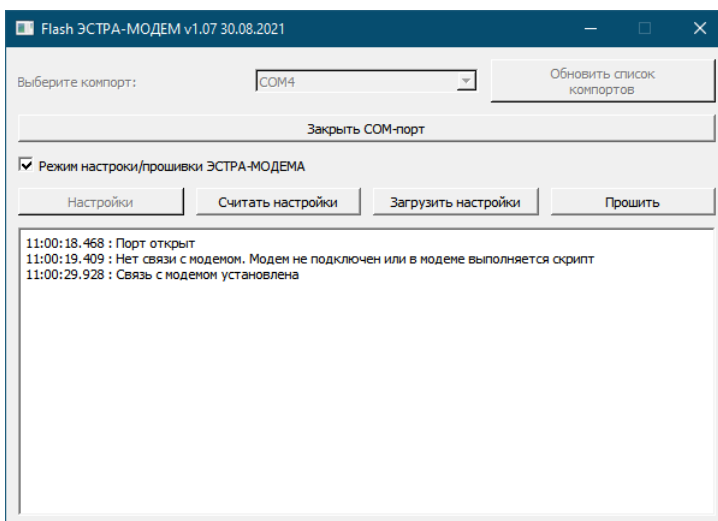 Flash ЭСТРА-МОДЕМ v1.07 30.08.2021
Выберите компорт:
COM4
Обновить список
компортов
Закрыть COM-порт
Режим настроки/прошивки ЭСТРА-МОДЕМА
Настройки
Считать настройки
Загрузить настройки
Прошить
11:00:18.468 : Порт открыт
11:00:19.409 : Нет связи с модемом. Модем не подключен или в модеме выполняется скрипт
11:00:29.928 : Связь с модемом установлена